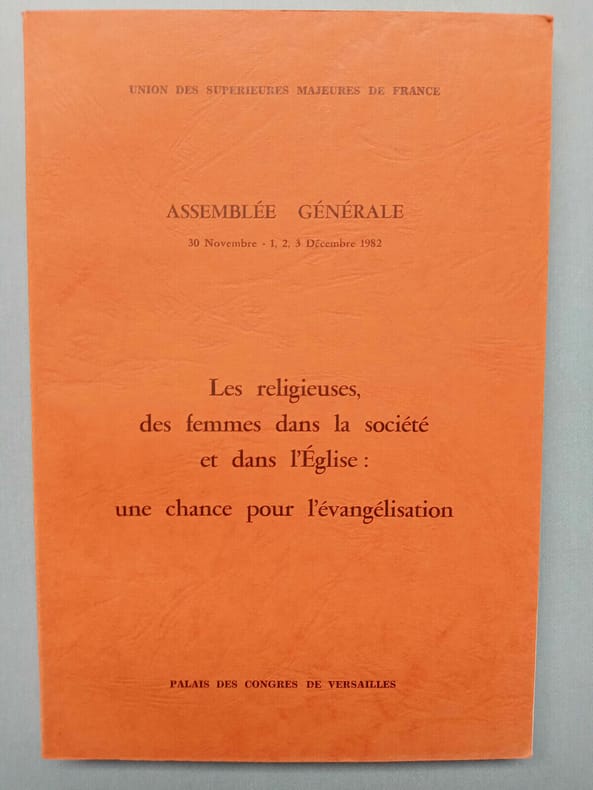 UNION DES SUPERIEURES MAJEURES DE FRANCE
ASSEMBLÉE GÉNÉRALE
30 Novembre - 1, 2, 3 Décembre 1982
Les religieuses,
des femmes dans la société
et dans l'Église :
une chance pour l'évangélisation
PALAIS DES CONGRES DE VERSAILLES